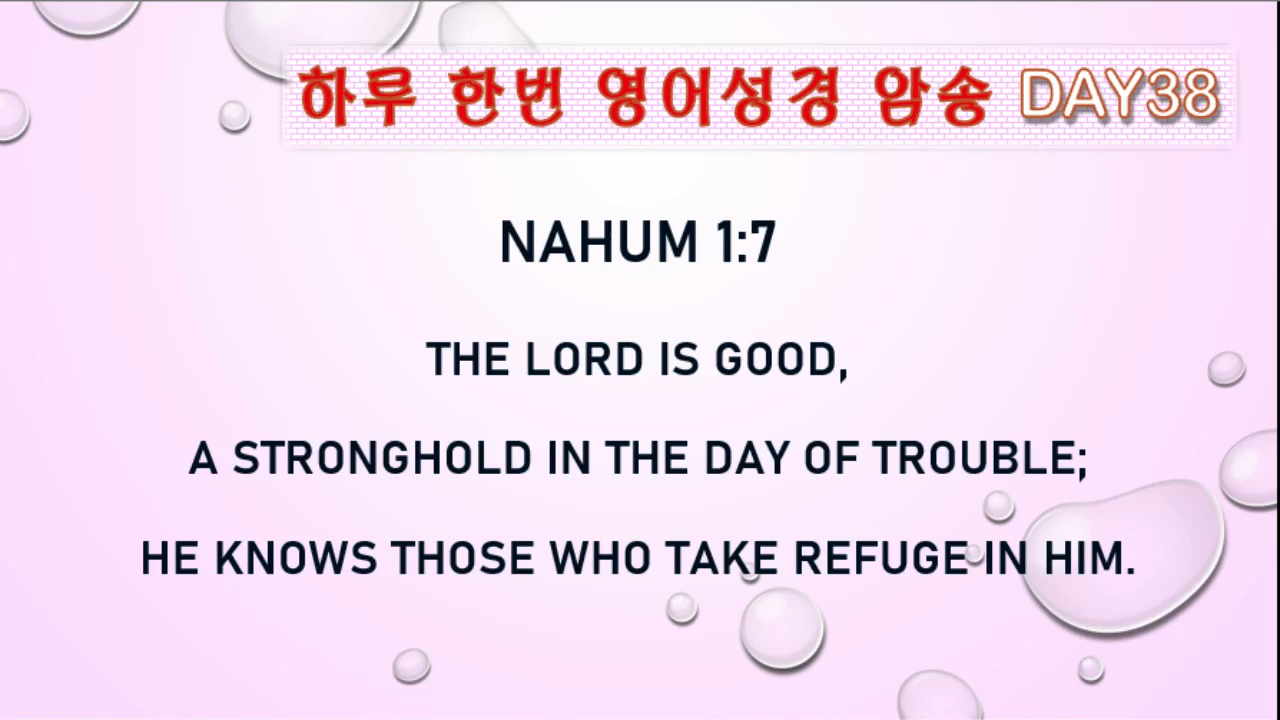 하루 한번 영어성경 암송 DAY38
NAHUM 1:7
THE LORD IS GOOD,
A STRONGHOLD IN THE DAY OF TROUBLE;
HE KNOWS THOSE WHO TAKE REFUGE IN HIM.